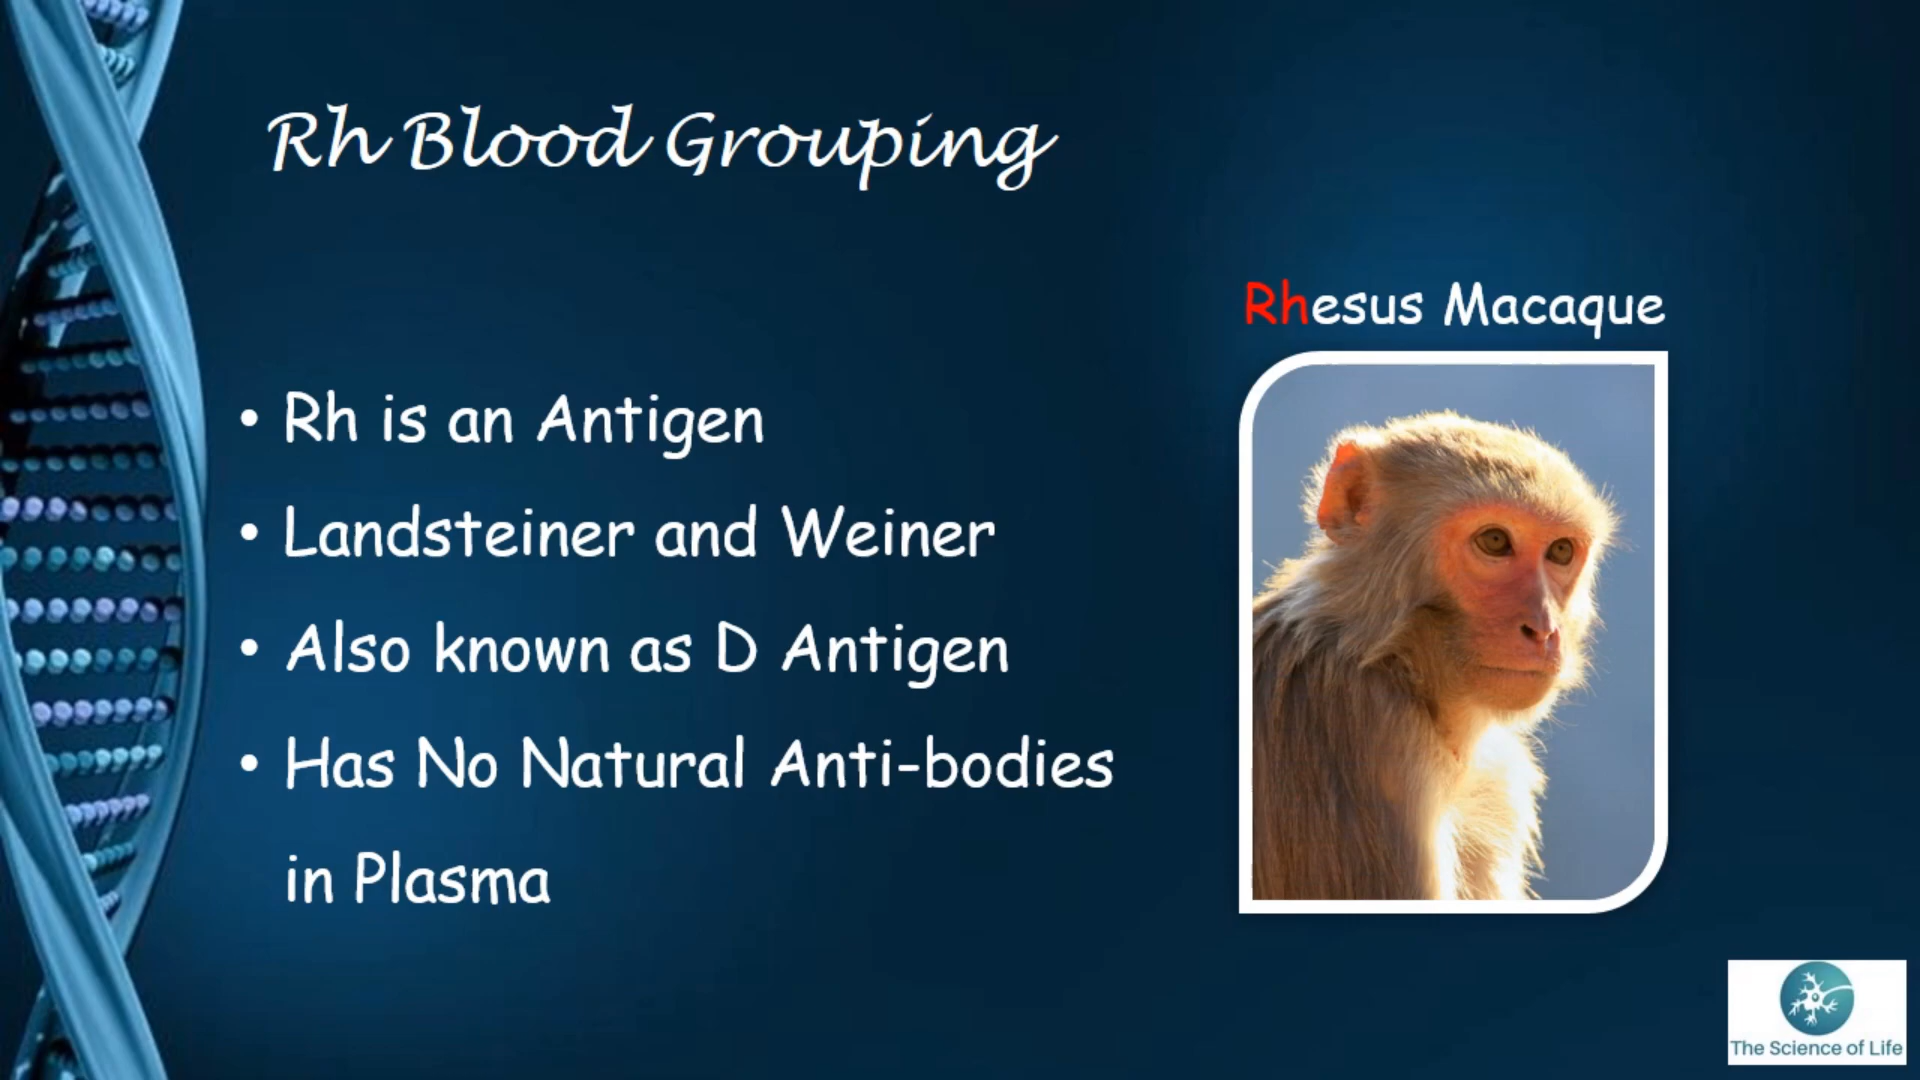 Rh Blood Grouping
Rhesus Macaque
• Rh is an Antigen
• Landsteiner and Weiner
• Also known as D Antigen
• Has No Natural Anti-bodies
in Plasma
The Science of Life